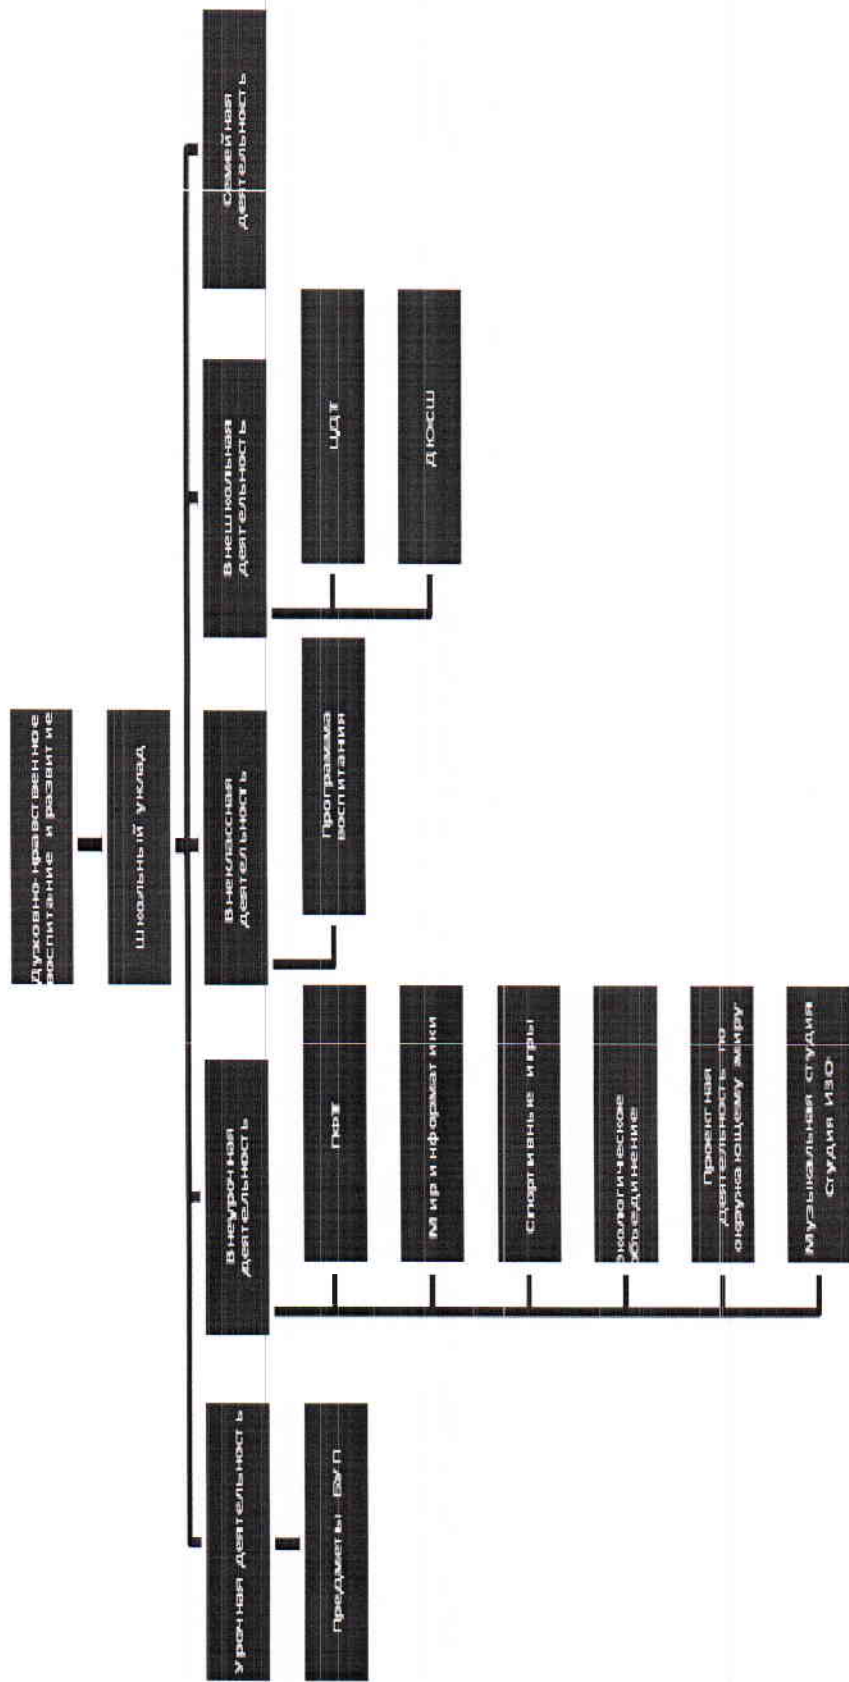 Духовно-нравственное
воспитание и развитие
Школьный уклад
Урочная деятельность
Предметы БУП
Внеурочная
деятельность
Мир информатики
Спортивные игры
Экологическое
объединение
Проектная
деятельность по
окружающему миру
Музыкальная студия
студия ИЗО
Внеклассная
деятельность
Программа
воспитания
Внешкольная
деятельность
ЦДТ
ДЮСШ
Семейная
деятельность